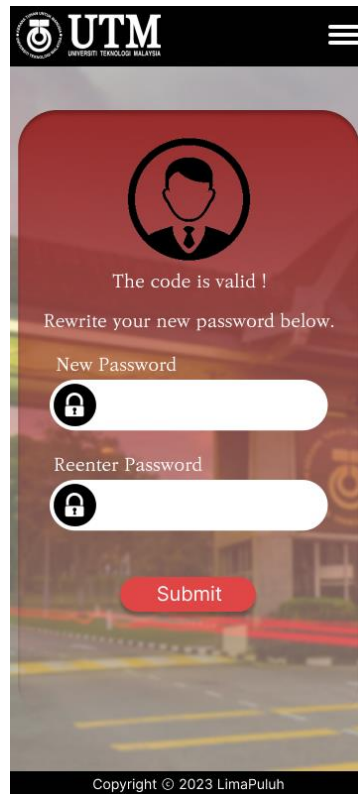 UTM
UNIVERSITI TEKNOLOGI MALAYSIA
The code is valid !
Rewrite your new password below.
New Password
Reenter Password
Submit
Copyright © 2023 LimaPuluh